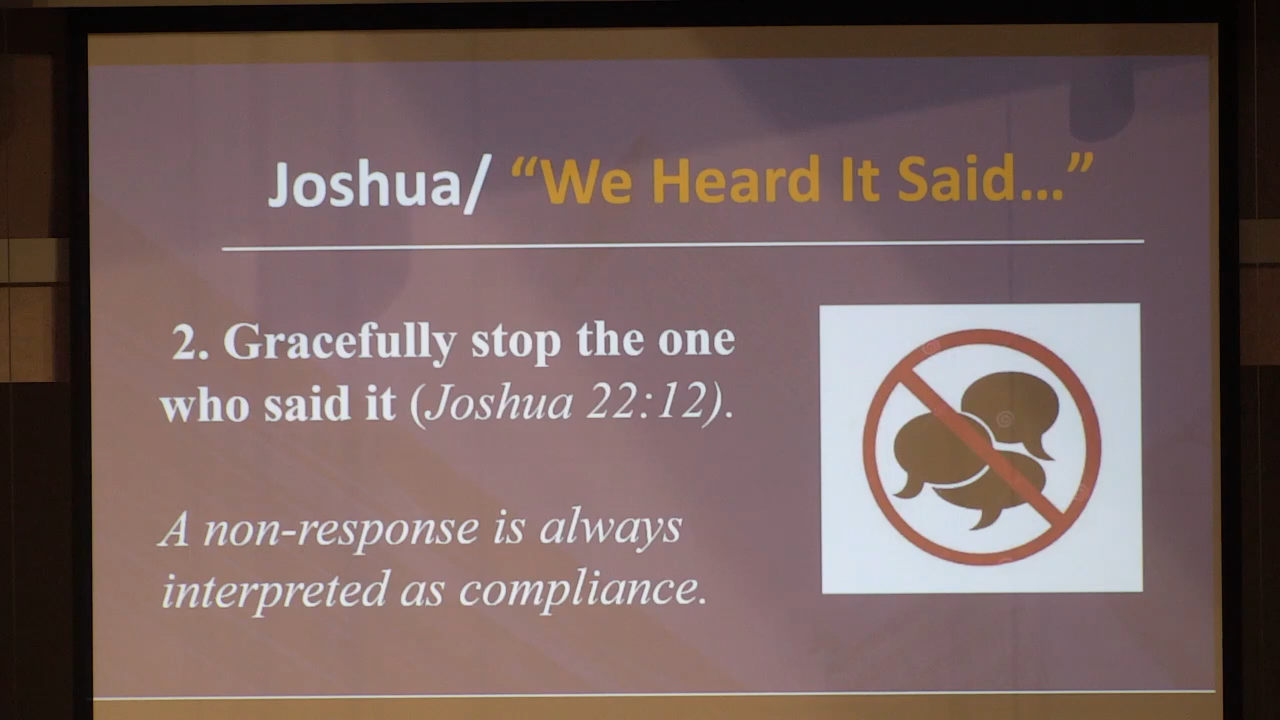 Joshua/ “We Heard It Said...”
2. Gracefully stop the one
who said it (Joshua 22:12).
A non-response is always
interpreted as compliance.